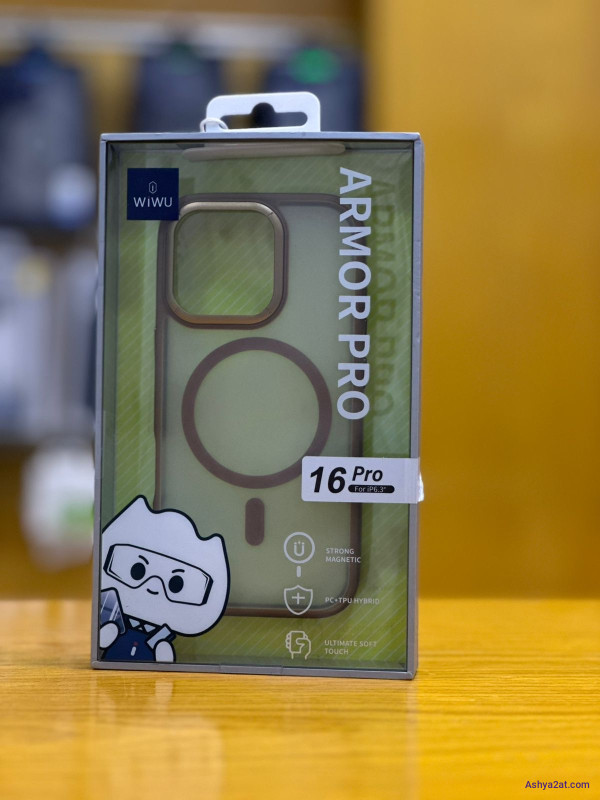 WiWU
ARMOR PRO
16 Pro
For iP6.3"
STRONG
MAGNETIC
PC+TPU HYBRID
ULTIMATE SOFT
TOUCH
Ashya2at.com